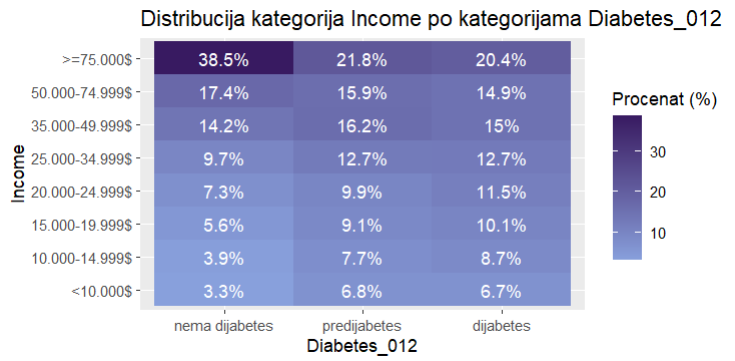 Distribucija kategorija Income po kategorijama Diabetes_012
>=75.000$ 38.5% 21.8% 20.4%
50.000-74.999$ 17.4% 15.9% 14.9%
35.000-49.999$ 14.2% 16.2% 15%
25.000-34.999$ 9.7% 12.7% 12.7%
20.000-24.999$ 7.3% 9.9% 11.5%
15.000-19.999$ 5.6% 9.1% 10.1%
10.000-14.999$ 3.9% 7.7% 8.7%
<10.000$ 3.3% 6.8% 6.7%
Income
nema dijabetes predijabetes dijabetes
Diabetes_012
Procenat (%)
30
20
10